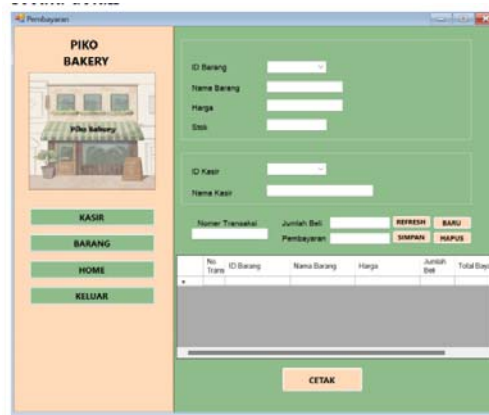 Pembayaran
PIKO
BAKERY
Piko bakery
KASIR
BARANG
HOME
KELUAR
ID Barang
Nama Barang
Harga
Stok
ID Kasir
Nama Kasir
Nomer Transaksi
Jumlah Beli
Pembayaran
REFRESH
BARU
SIMPAN
HAPUS
No Trans
ID Barang
Nama Barang
Harga
Jumlah Beli
Total Baya
CETAK